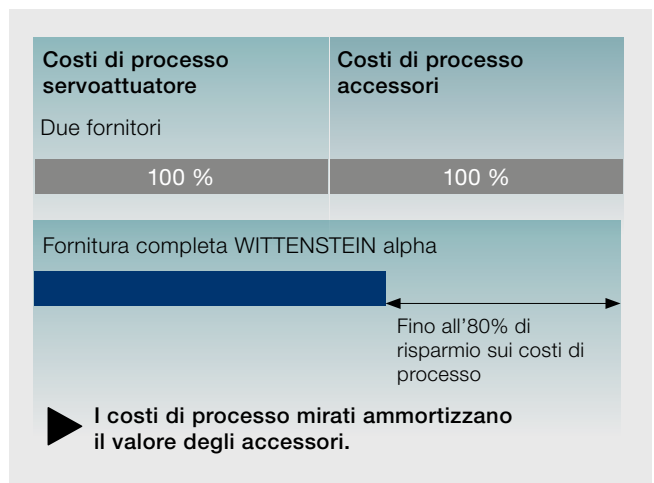 Costi di processo
servoattuatore
Costi di processo
accessori
Due fornitori
100 %
100 %
Fornitura completa WITTENSTEIN alpha
Fino all'80% di
risparmio sui costi di
processo
I costi di processo mirati ammortizzano
il valore degli accessori.